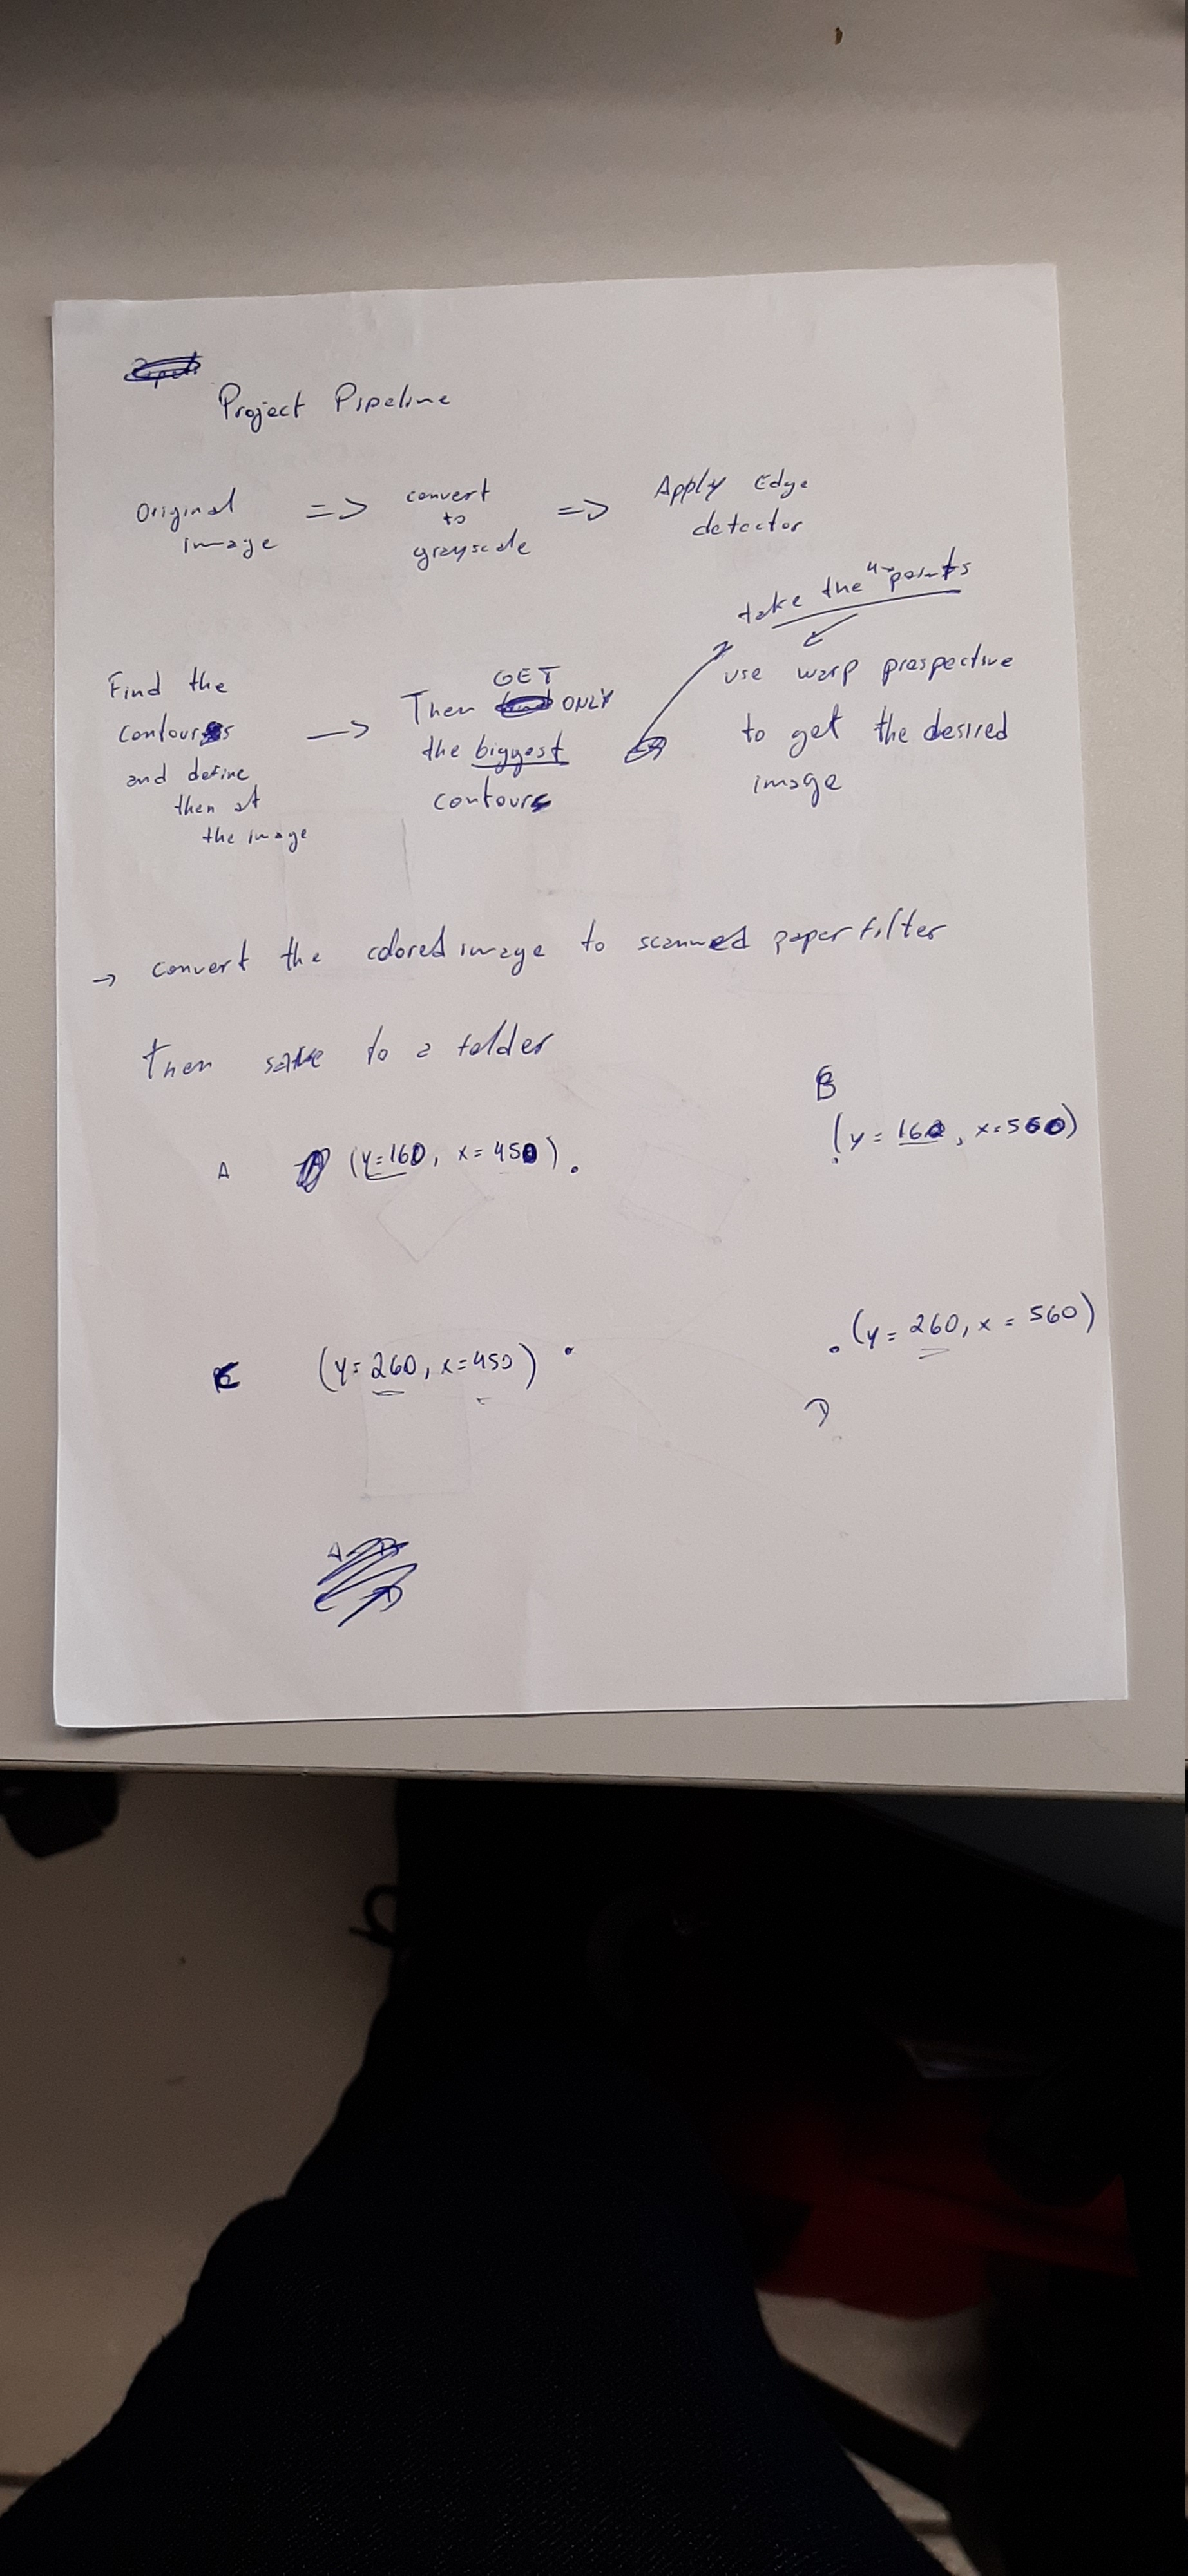 Project Pipeline
Original image => convert to grayscale => Apply Edge detector
take the 4 points
Find the contours and define then at the image -> Then GET ONLY the biggest contours
use warp prospective to get the desired image
-> convert the colored image to scanned paper filter
then save to a folder
B
A (y=160, x=450) . (y=160, x=560)
C (y=260, x=450) . . (y=260, x=560)
D